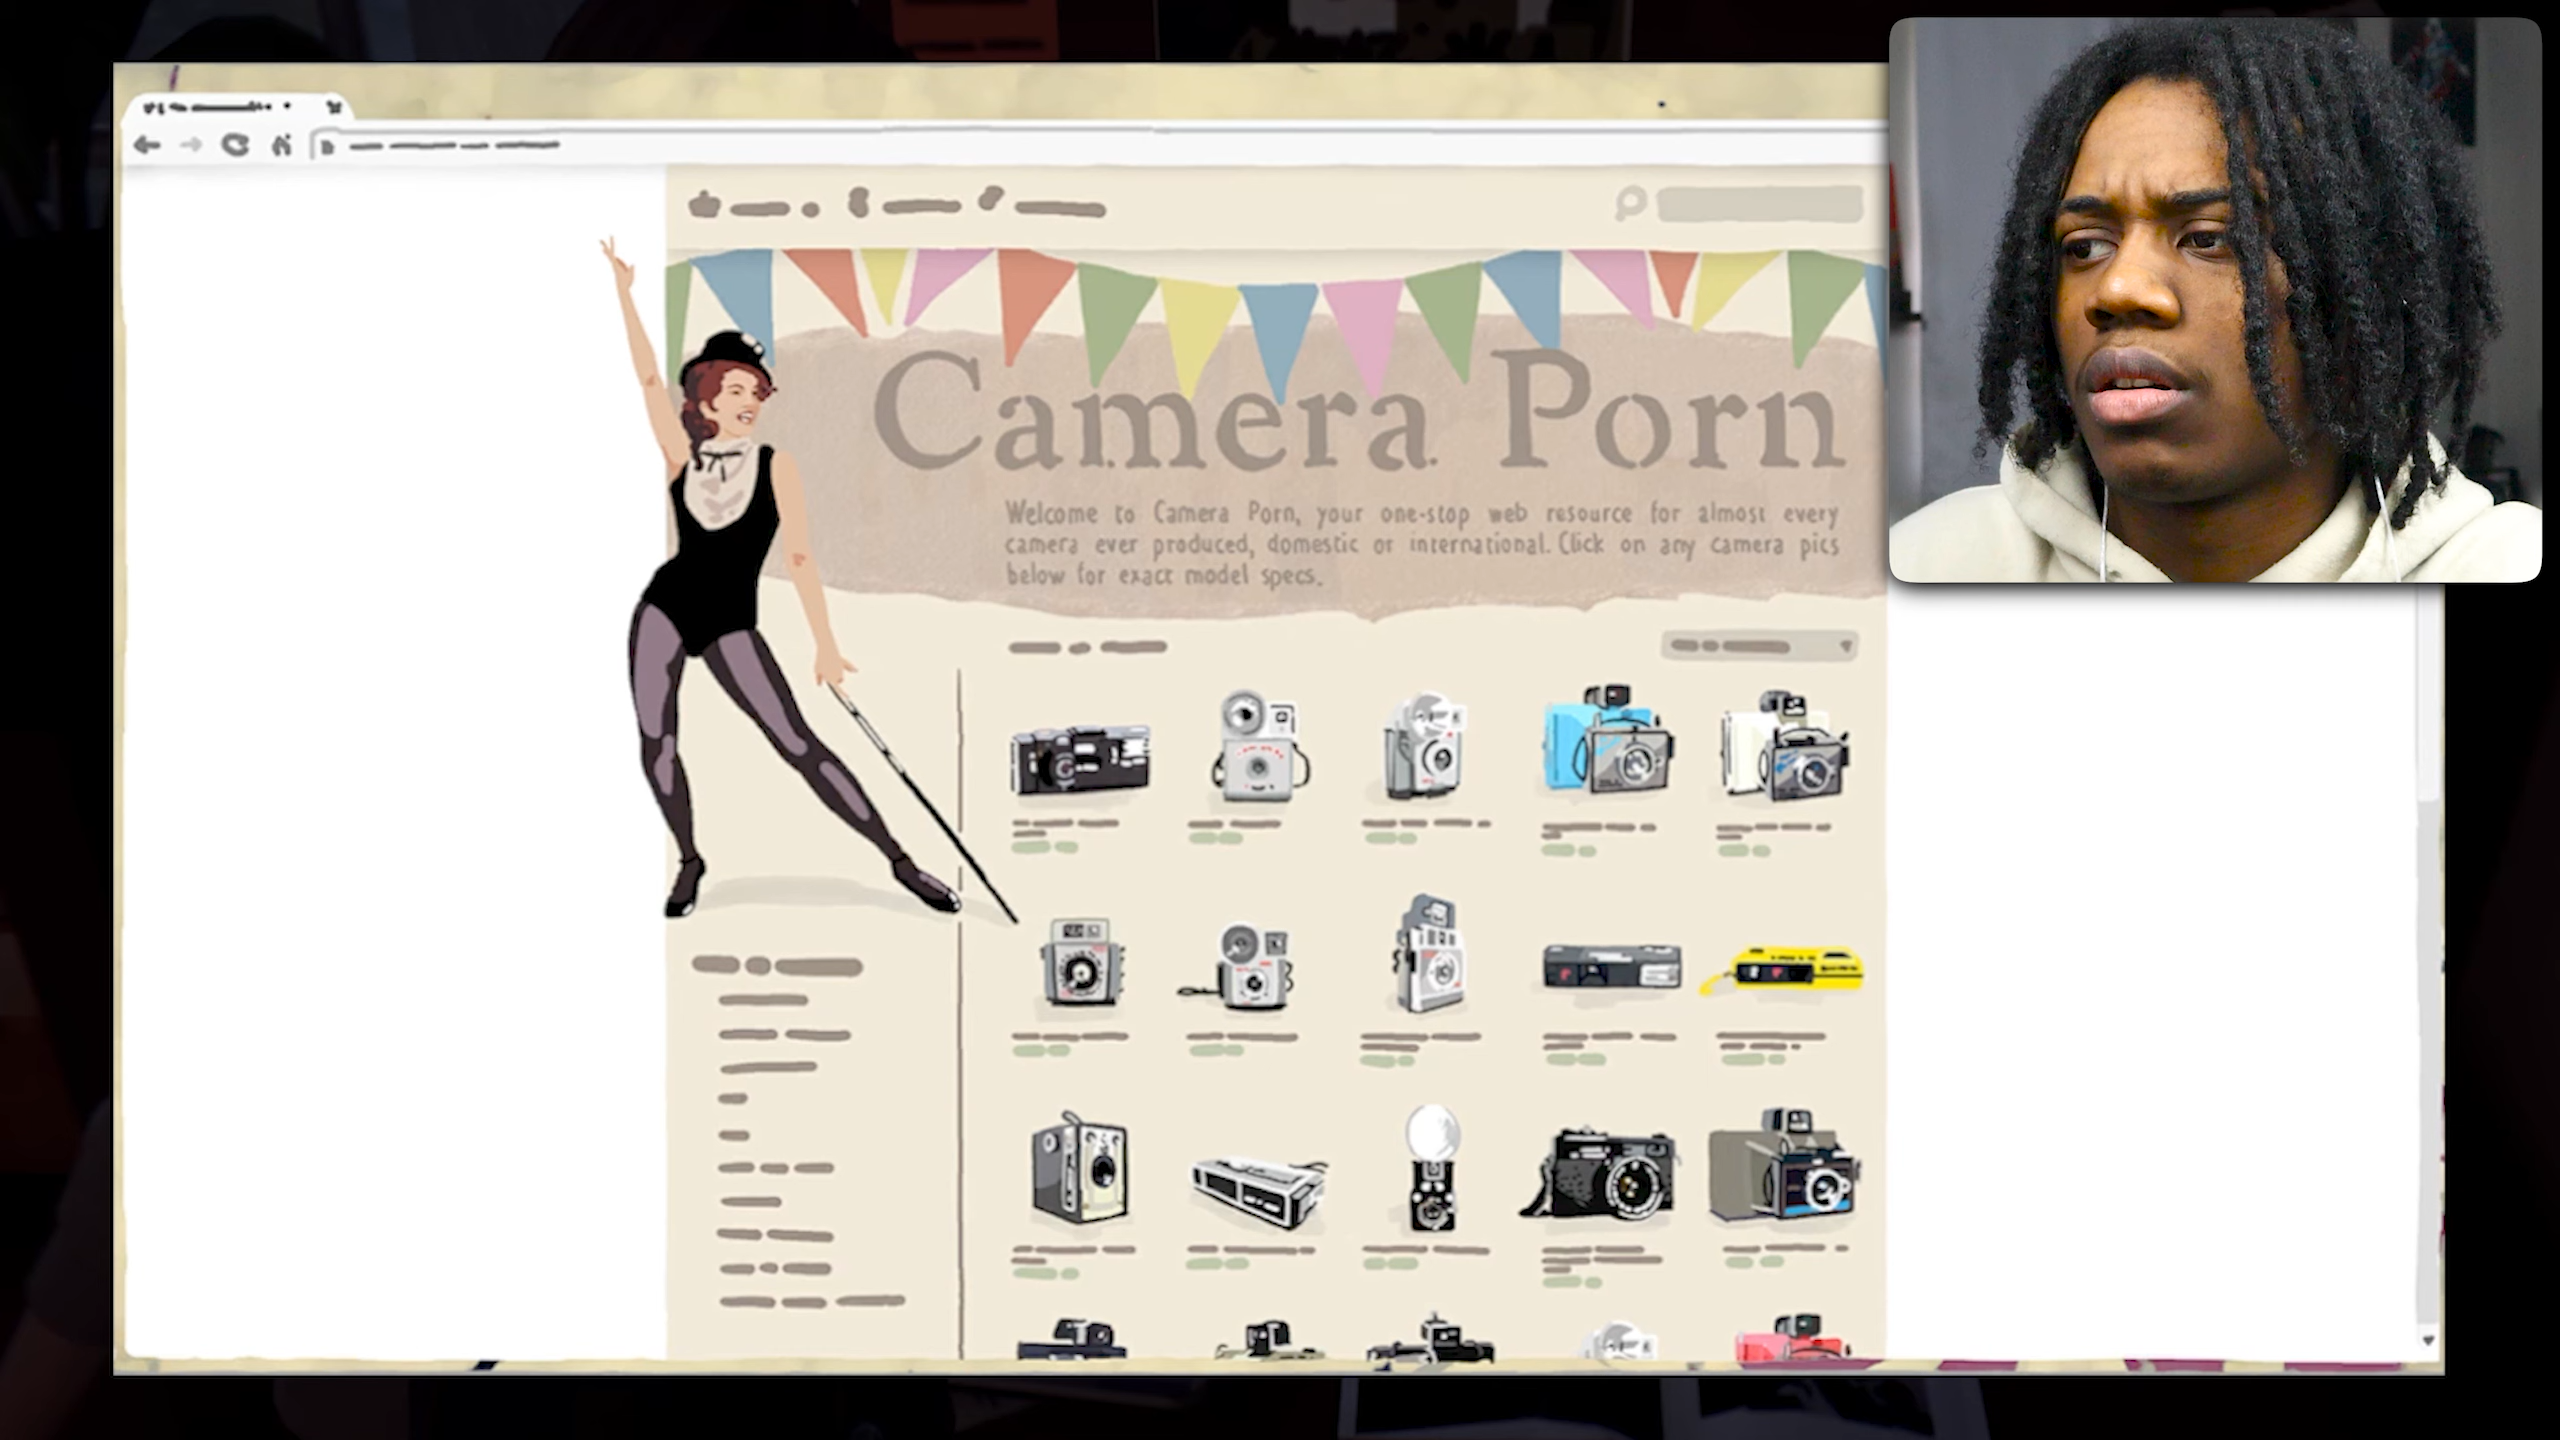 Camera Porn
Welcome to Camera Porn, your one-stop web resource for almost every
camera ever produced, domestic or international. Click on any camera pics
below for exact model specs.